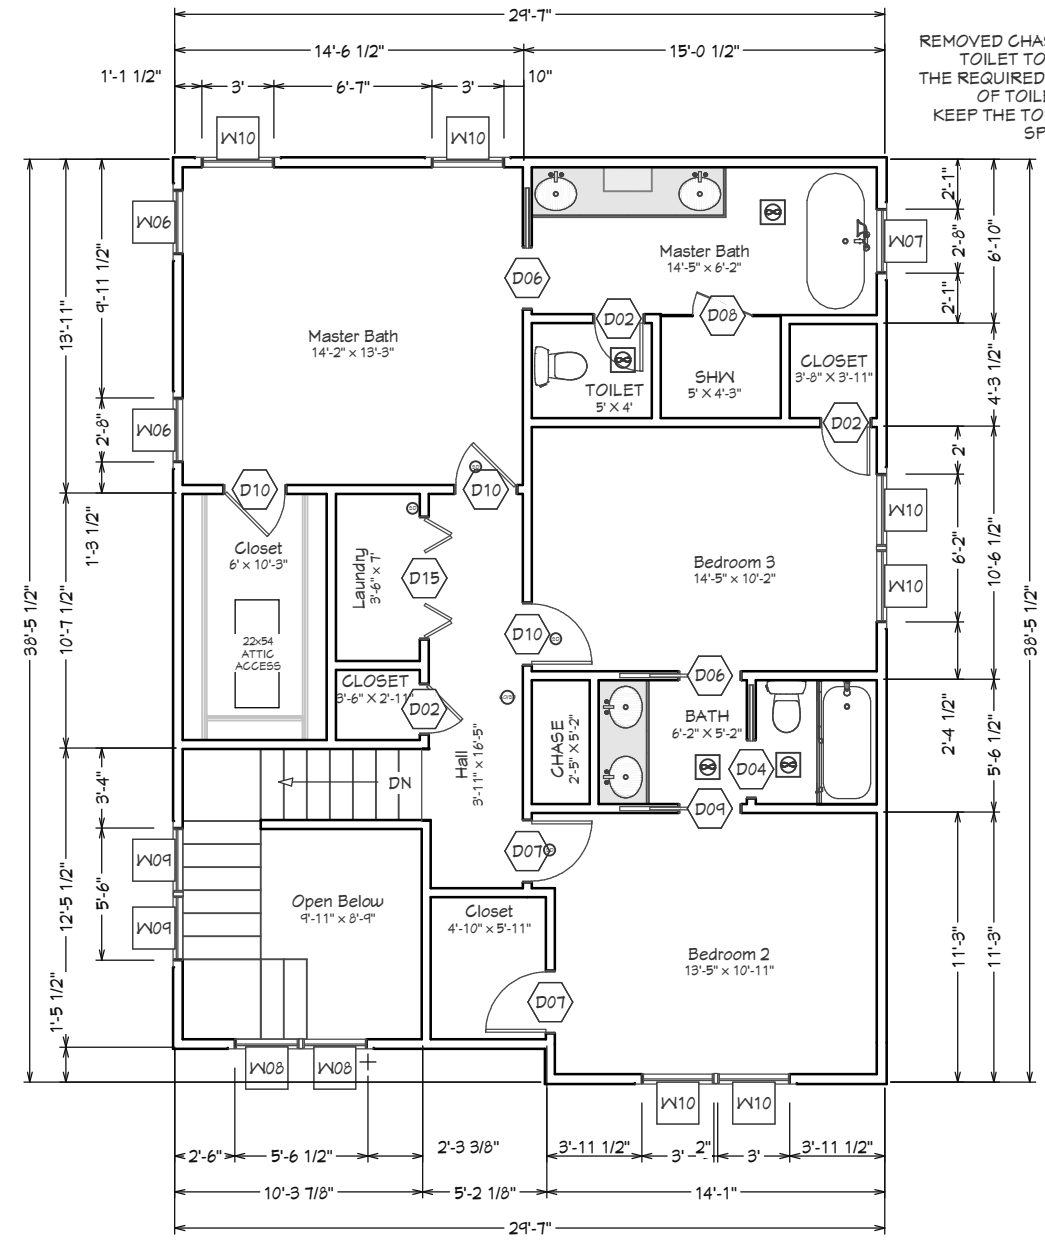 29'-7"
14'-6 1/2"
15'-0 1/2"
REMOVED CHAS
TOILET TO
THE REQUIRED
OF TOILE
KEEP THE TO
SP
1'-1 1/2"
3'
6'-7"
3'
10"
W10
W10
W06
W07
W06
D06
Master Bath
14'-5" x 6'-2"
D02
D08
Master Bath
14'-2" x 13'-3"
TOILET
5' X 4'
SHW
5' X 4'-3"
CLOSET
3'-8" X 3'-11"
D02
2'-1"
2'-8"
2'-1"
6'-10"
4'-3 1/2"
2'
6'-2"
10'-6 1/2"
38'-5 1/2"
2'-4 1/2"
5'-6 1/2"
11'-3"
11'-3"
9'-11 1/2"
13'-11"
2'-8"
1'-3 1/2"
38'-5 1/2"
10'-7 1/2"
3'-4"
5'-6"
12'-5 1/2"
1'-5 1/2"
D10
D10
W10
W10
Closet
6' x 10'-3"
22x54
ATTIC
ACCESS
Laundry
3'-6" x 7'
D15
Bedroom 3
14'-5" x 10'-2"
D10
D06
CLOSET
3'-6" X 2'-11"
D02
CHASE
2'-5" X 5'-2"
BATH
6'-2" X 5'-2"
D04
D09
Hall
3'-11" x 16'-5"
DN
D07
W09
W09
Open Below
9'-11" x 8'-9"
Closet
4'-10" x 5'-11"
Bedroom 2
13'-5" x 10'-11"
D07
W08
W08
W10
W10
2'-6"
5'-6 1/2"
2'-3 3/8"
3'-11 1/2"
3'
2"
3'
3'-11 1/2"
10'-3 7/8"
5'-2 1/8"
14'-1"
29'-7"